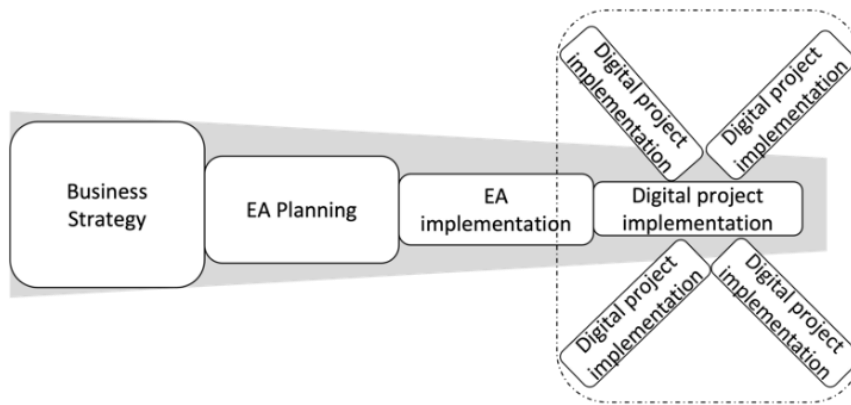 Business
Strategy
EA Planning
EA
implementation
Digital project
implementation
Digital project
implementation
Digital project
implementation
Digital project
implementation
Digital project
implementation